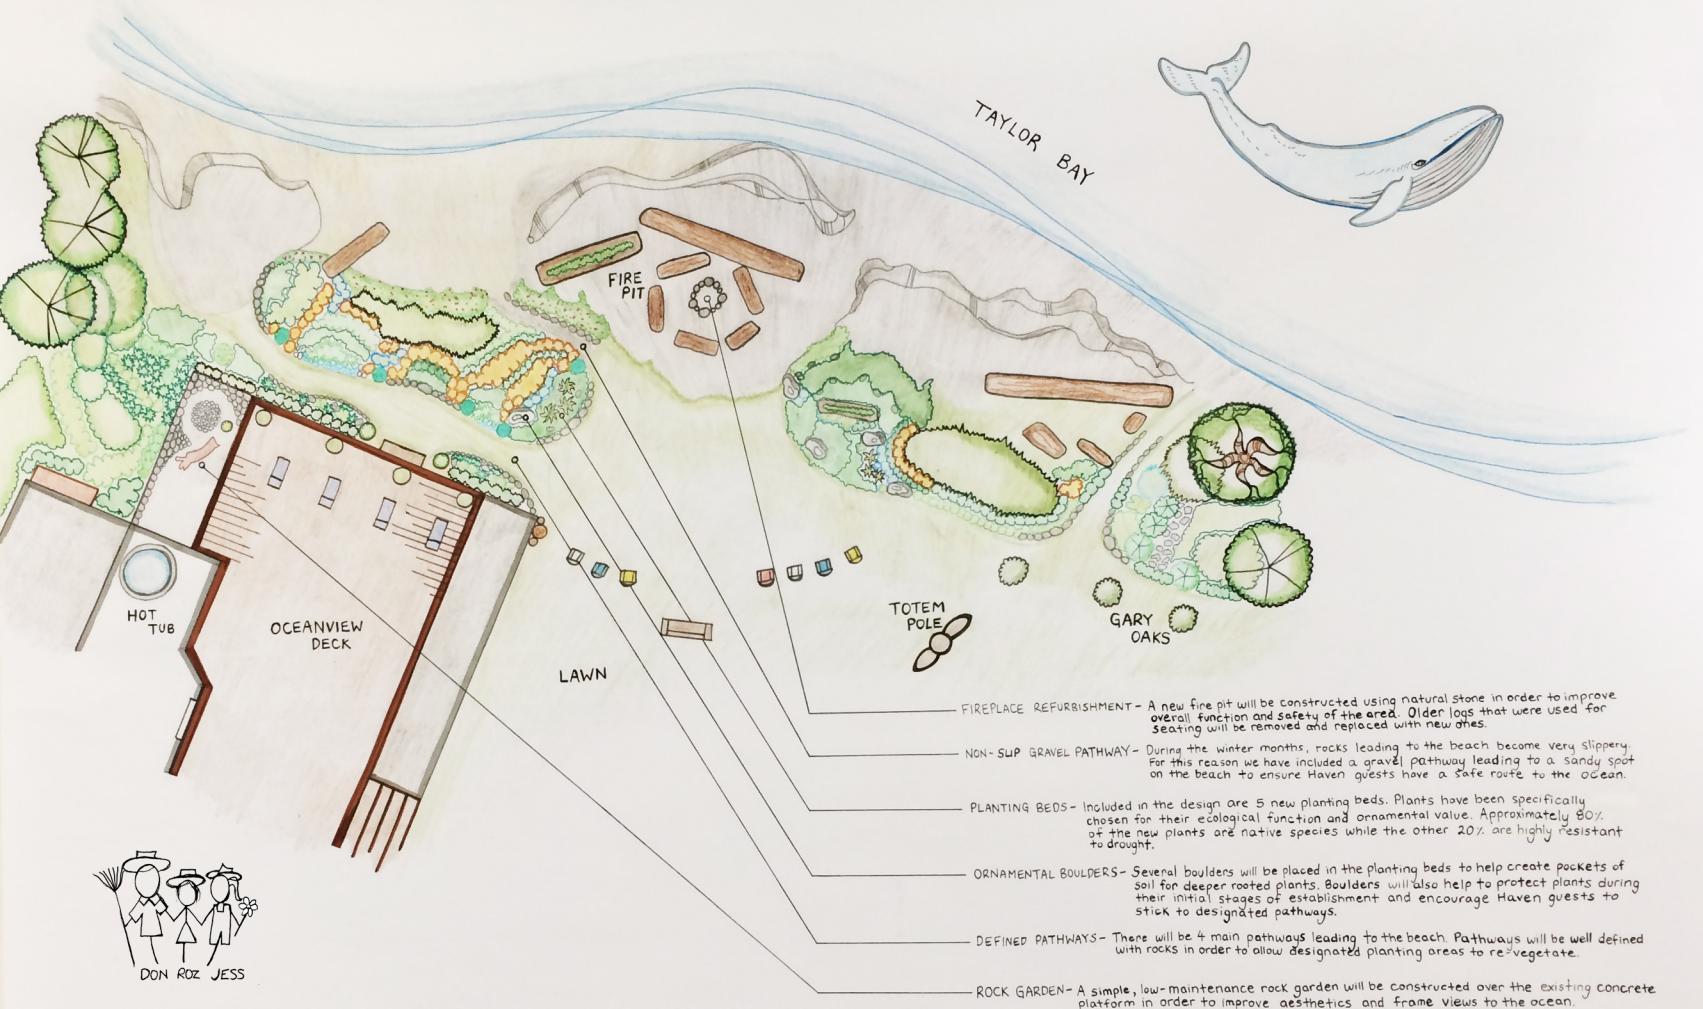 TAYLOR BAY
FIRE
PIT
HOT
TUB
OCEANVIEW
DECK
LAWN
TOTEM
POLE
GARY
OAKS
FIREPLACE REFURBISHMENT - A new fire pit will be constructed using natural stone in order to improve
overall function and safety of the area. Older logs that were used for
seating will be removed and replaced with new ones.
NON-SLIP GRAVEL PATHWAY - During the winter months, rocks leading to the beach become very slippery.
For this reason we have included a gravel pathway leading to a sandy spot
on the beach to ensure Haven guests have a safe route to the ocean.
PLANTING BEDS - Included in the design are 5 new planting beds. Plants have been specifically
chosen for their ecological function and ornamental value. Approximately 80%
of the new plants are native species while the other 20% are highly resistant
to drought.
ORNAMENTAL BOULDERS - Several boulders will be placed in the planting beds to help create pockets of
soil for deeper rooted plants. Boulders will also help to protect plants during
their initial stages of establishment and encourage Haven guests to
stick to designated pathways.
DEFINED PATHWAYS - There will be 4 main pathways leading to the beach. Pathways will be well defined
with rocks in order to allow designated planting areas to re-vegetate.
ROCK GARDEN - A simple, low-maintenance rock garden will be constructed over the existing concrete
platform in order to improve aesthetics and frame views to the ocean.
DON ROZ JESS